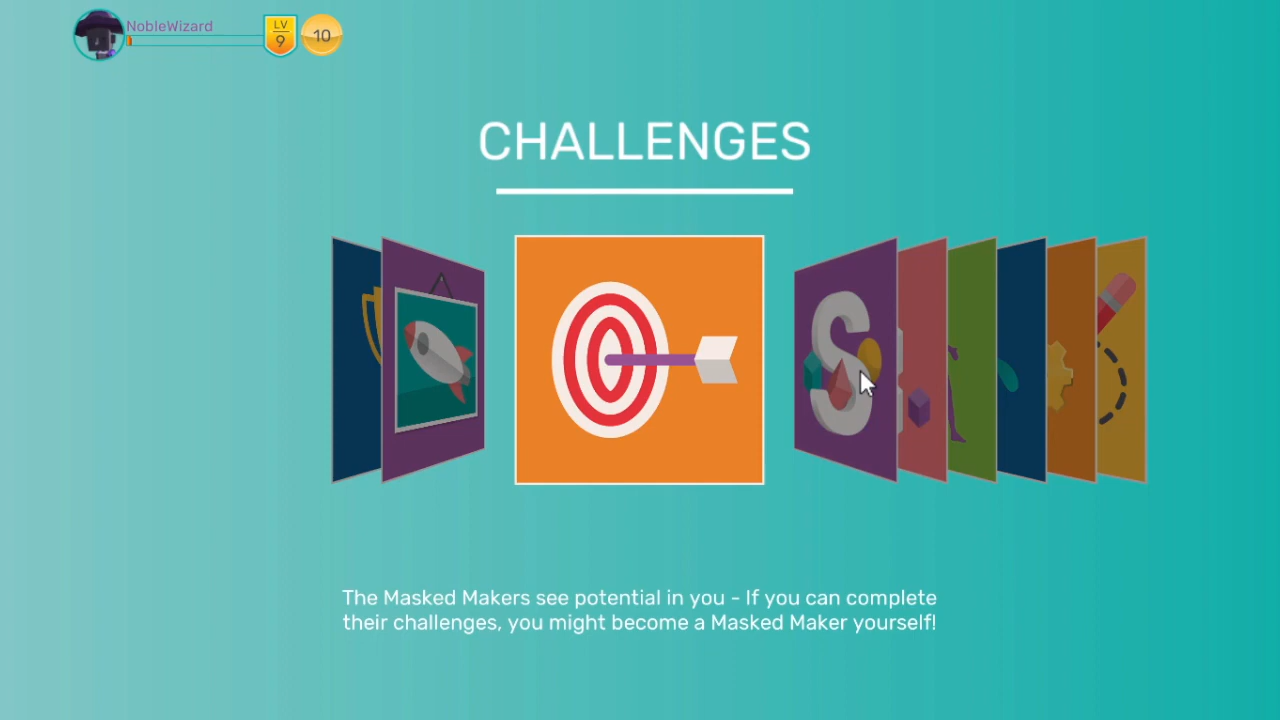 NobleWizard
LV
9
10
CHALLENGES
S
The Masked Makers see potential in you - If you can complete
their challenges, you might become a Masked Maker yourself!